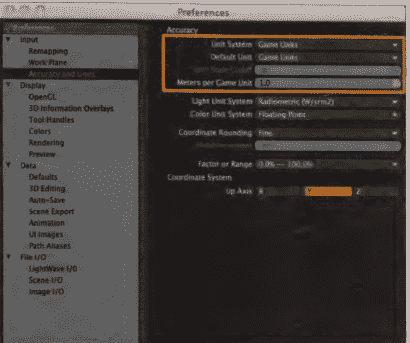 Preferences
Input
Remapping
Work Plane
Accuracy and Units
Display
OpenGL
3D Information Overlays
Tool Handles
Colors
Rendering
Preview
Data
Defaults
3D Editing
Auto-Save
Scene Export
Animation
UI Images
Path Aliases
File I/O
LightWave I/O
Scene I/O
Image I/O
Accuracy
Unit System Game Units
Default Unit Game Units
Meters per Game Unit 1.0
Light Unit System Radiometric (W/srm2)
Color Unit System Floating Point
Coordinate Rounding Fine
Factor or Range 0.0% --- 100.0%
Coordinate System
Up Axis X Y Z